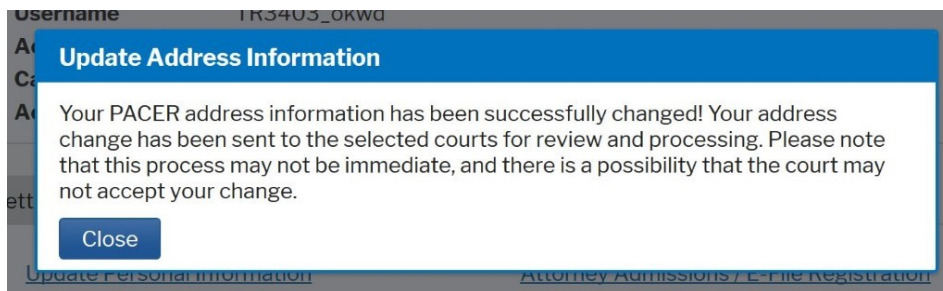 Username TR3403_okwd
Update Address Information
Your PACER address information has been successfully changed! Your address
change has been sent to the selected courts for review and processing. Please note
that this process may not be immediate, and there is a possibility that the court may
not accept your change.
Close
Update Personal Information Attorney Admissions / E-File Registration